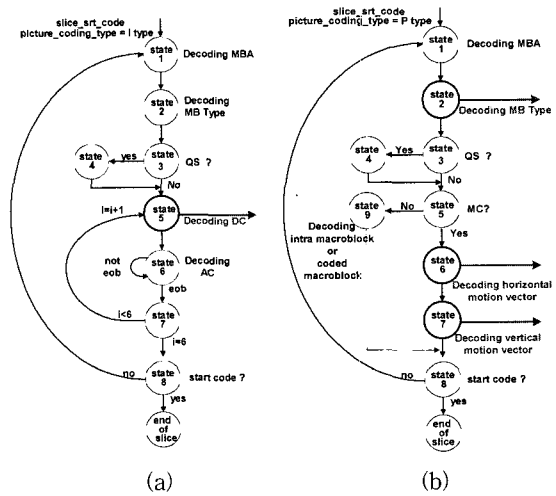 slice_srt_code
picture_coding_type = I type
state
1
Decoding MBA
state
2
Decoding
MB Type
state
4
yes
state
3
QS ?
No
i=i+1
state
5
Decoding DC
not
eob
state
6
Decoding
AC
eob
i<6
state
7
i=6
no
state
8
start code ?
yes
end
of
slice
(a)
slice_srt_code
picture_coding_type = P type
state
1
Decoding MBA
state
2
Decoding MB Type
state
4
Yes
state
3
QS ?
No
state
9
No
state
5
MC?
Decoding
intra macroblock
or
coded
macroblock
Yes
state
6
Decoding horizontal
motion vector
state
7
Decoding vertical
motion vector
no
state
8
start code ?
yes
end
of
slice
(b)